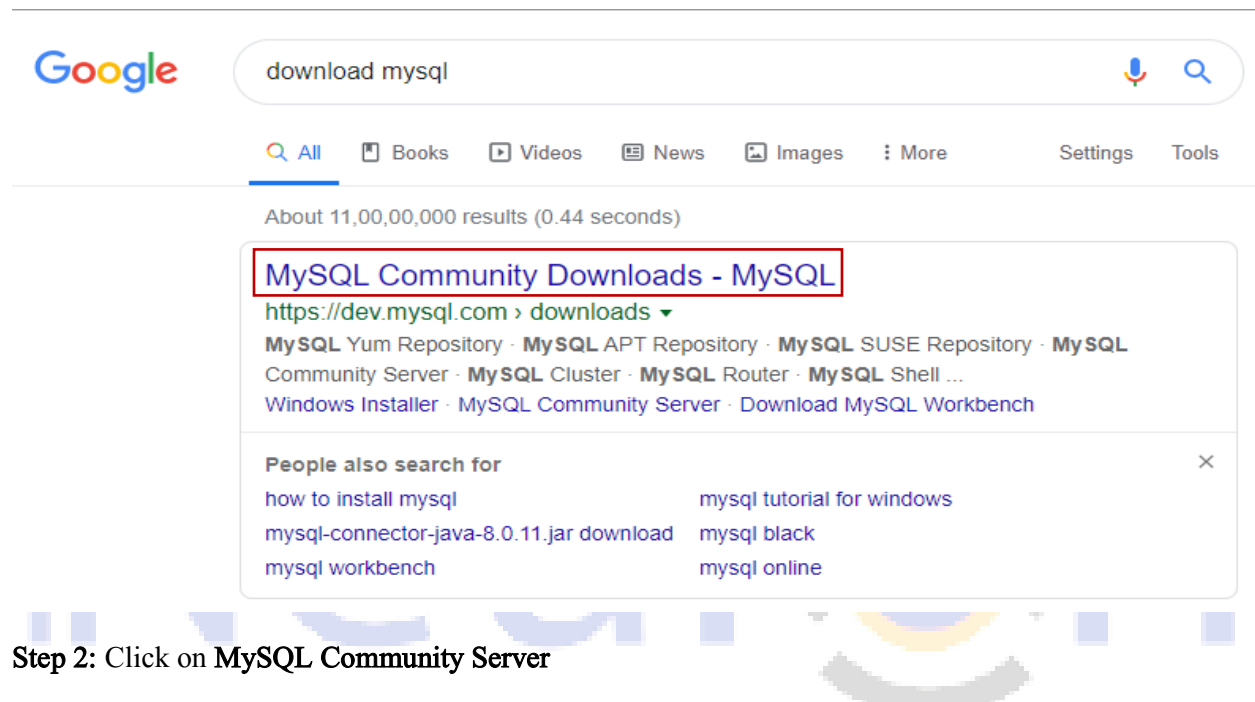 Google
download mysql
All Books Videos News Images More Settings Tools
About 11,00,00,000 results (0.44 seconds)
MySQL Community Downloads - MySQL
https://dev.mysql.com › downloads
MySQL Yum Repository · MySQL APT Repository · MySQL SUSE Repository · MySQL
Community Server · MySQL Cluster · MySQL Router · MySQL Shell ...
Windows Installer · MySQL Community Server · Download MySQL Workbench
People also search for
how to install mysql
mysql-connector-java-8.0.11.jar download
mysql workbench
mysql tutorial for windows
mysql black
mysql online
Step 2: Click on MySQL Community Server